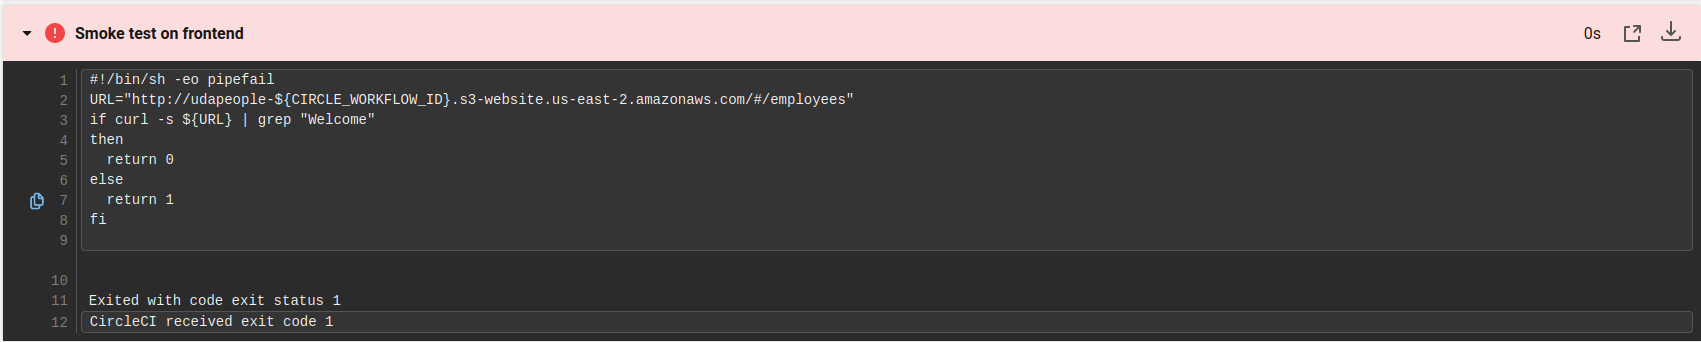 Smoke test on frontend
0s
1 #!/bin/sh -eo pipefail
2 URL="http://udapeople-${CIRCLE_WORKFLOW_ID}.s3-website.us-east-2.amazonaws.com/#/employees"
3 if curl -s ${URL} | grep "Welcome"
4 then
5   return 0
6 else
7   return 1
8 fi
9
10
11 Exited with code exit status 1
12 CircleCI received exit code 1